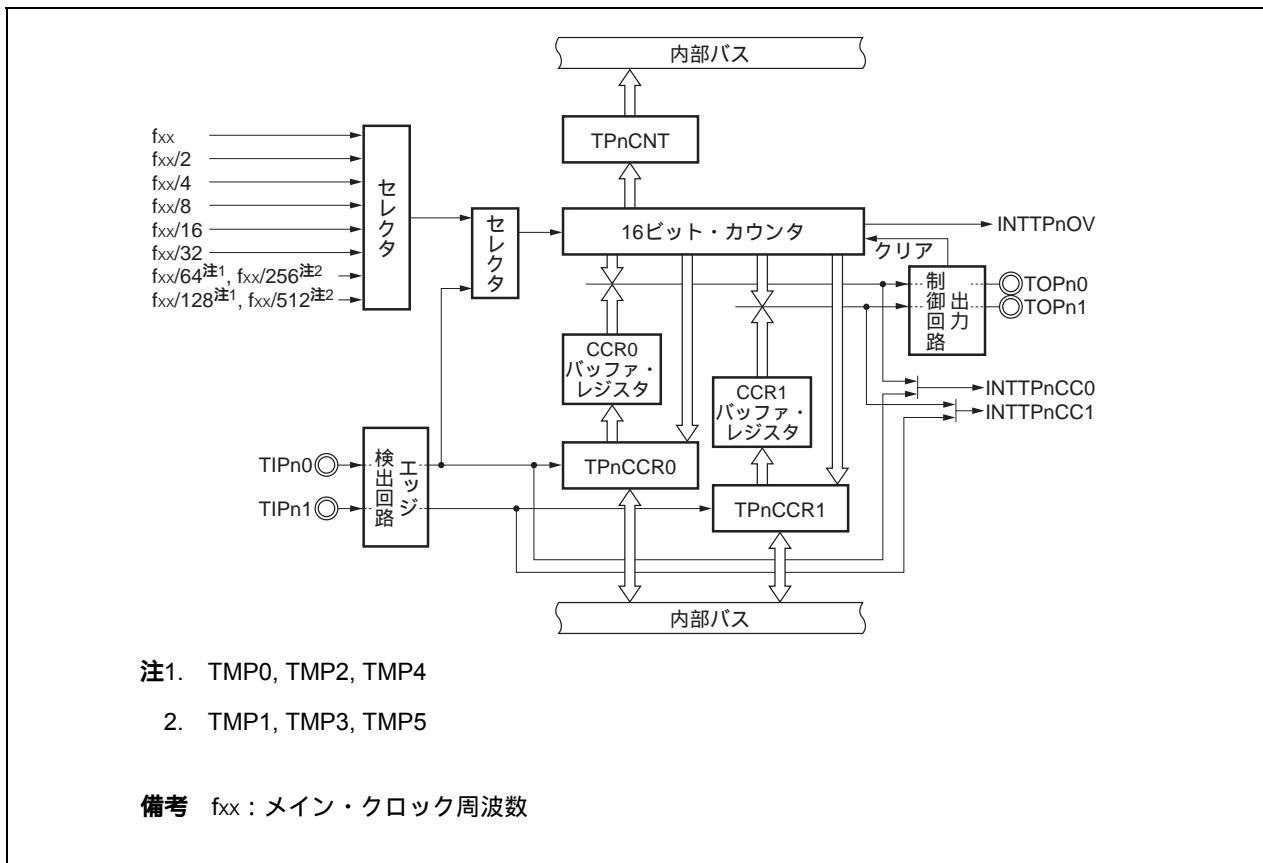 内部バス
TPnCNT
fxx
fxx/2
fxx/4
fxx/8
fxx/16
fxx/32
fxx/64注1, fxx/256注2
fxx/128注1, fxx/512注2
セレクタ
セレクタ
16ビット・カウンタ
INTTPnOV
クリア
制御回路
出力
TOPn0
TOPn1
CCR0
バッファ・
レジスタ
CCR1
バッファ・
レジスタ
INTTPnCC0
INTTPnCC1
TIPn0
TIPn1
検出回路
エッジ
TPnCCR0
TPnCCR1
内部バス
注1. TMP0, TMP2, TMP4
2. TMP1, TMP3, TMP5
備考 fxx：メイン・クロック周波数